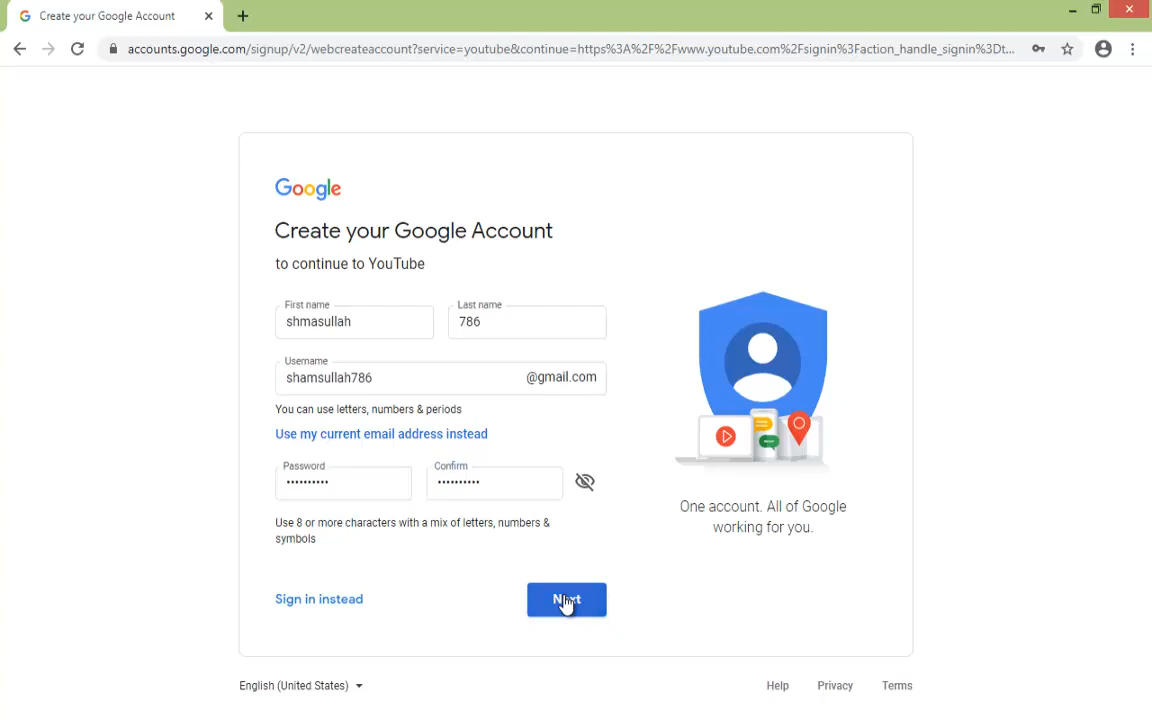 Create your Google Account
accounts.google.com/signup/v2/webcreateaccount?service=youtube&continue=https%3A%2F%2Fwww.youtube.com%2Fsignin%3Faction_handle_signin%3Dt...
Google
Create your Google Account
to continue to YouTube
First name
Last name
shmasullah
786
Username
shamsullah786
@gmail.com
You can use letters, numbers & periods
Use my current email address instead
Password
Confirm
••••••••••
••••••••••
Use 8 or more characters with a mix of letters, numbers &
symbols
One account. All of Google
working for you.
Sign in instead
Next
English (United States)
Help
Privacy
Terms